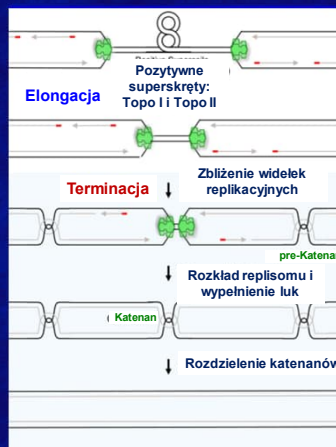 Pozytywne
superskręty:
Topo I i Topo II
Elongacja
Zbliżenie widełek
replikacyjnych
Terminacja
pre-Katenan
Rozkład replisomu i
wypełnienie luk
Katenan
Rozdzielenie katenanów